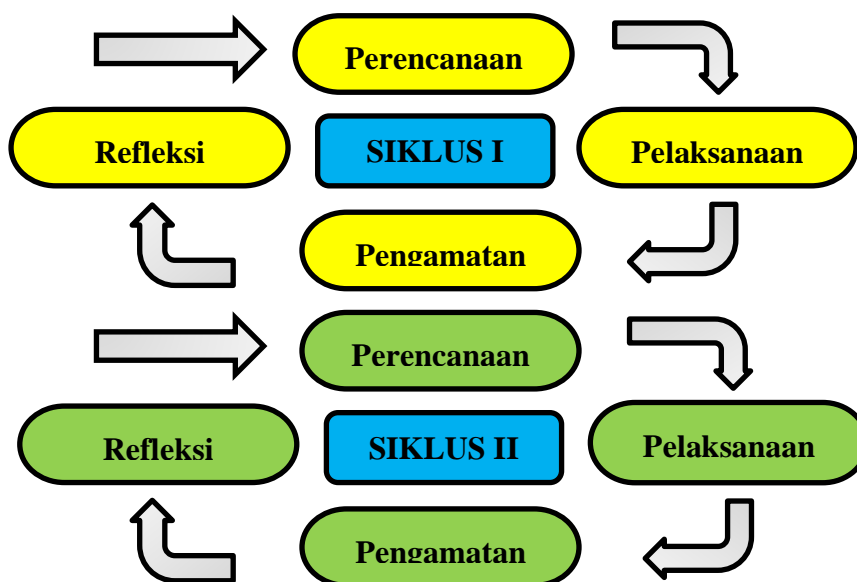 Perencanaan
Refleksi
SIKLUS I
Pelaksanaan
Pengamatan
Perencanaan
Refleksi
SIKLUS II
Pelaksanaan
Pengamatan